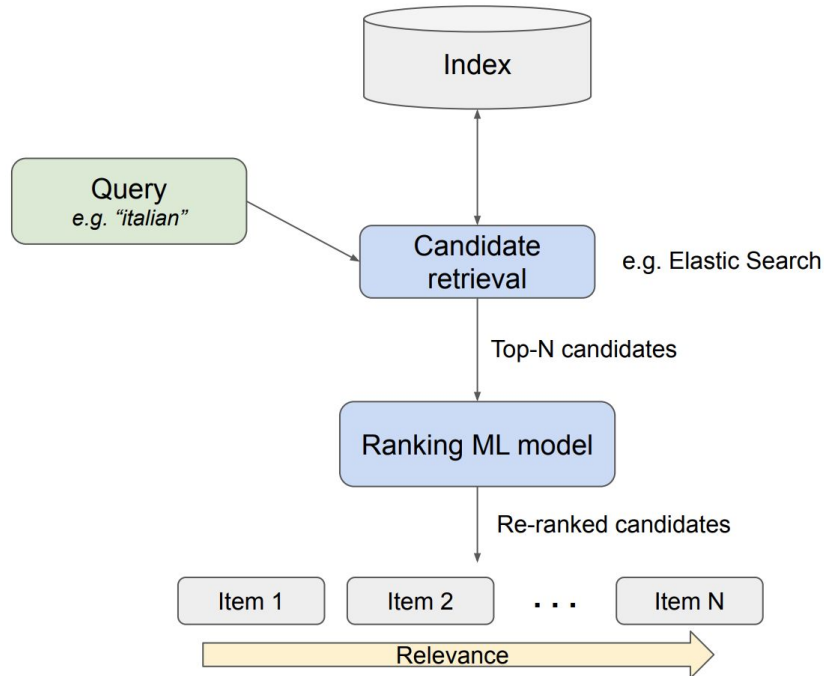 Index
Query
e.g. “italian”
Candidate
retrieval
e.g. Elastic Search
Top-N candidates
Ranking ML model
Re-ranked candidates
Item 1
Item 2
. . .
Item N
Relevance